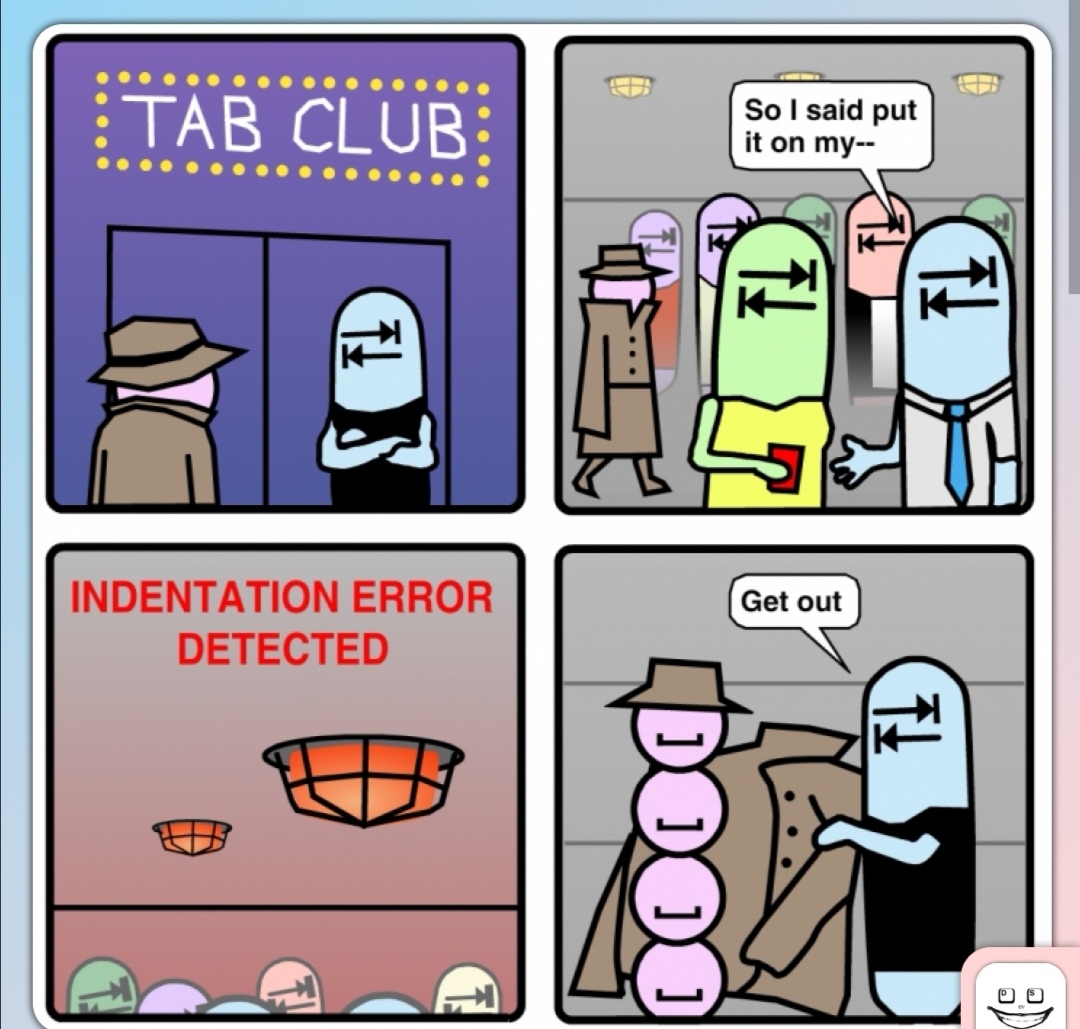 TAB CLUB
So I said put
it on my--
INDENTATION ERROR
DETECTED
Get out
D S